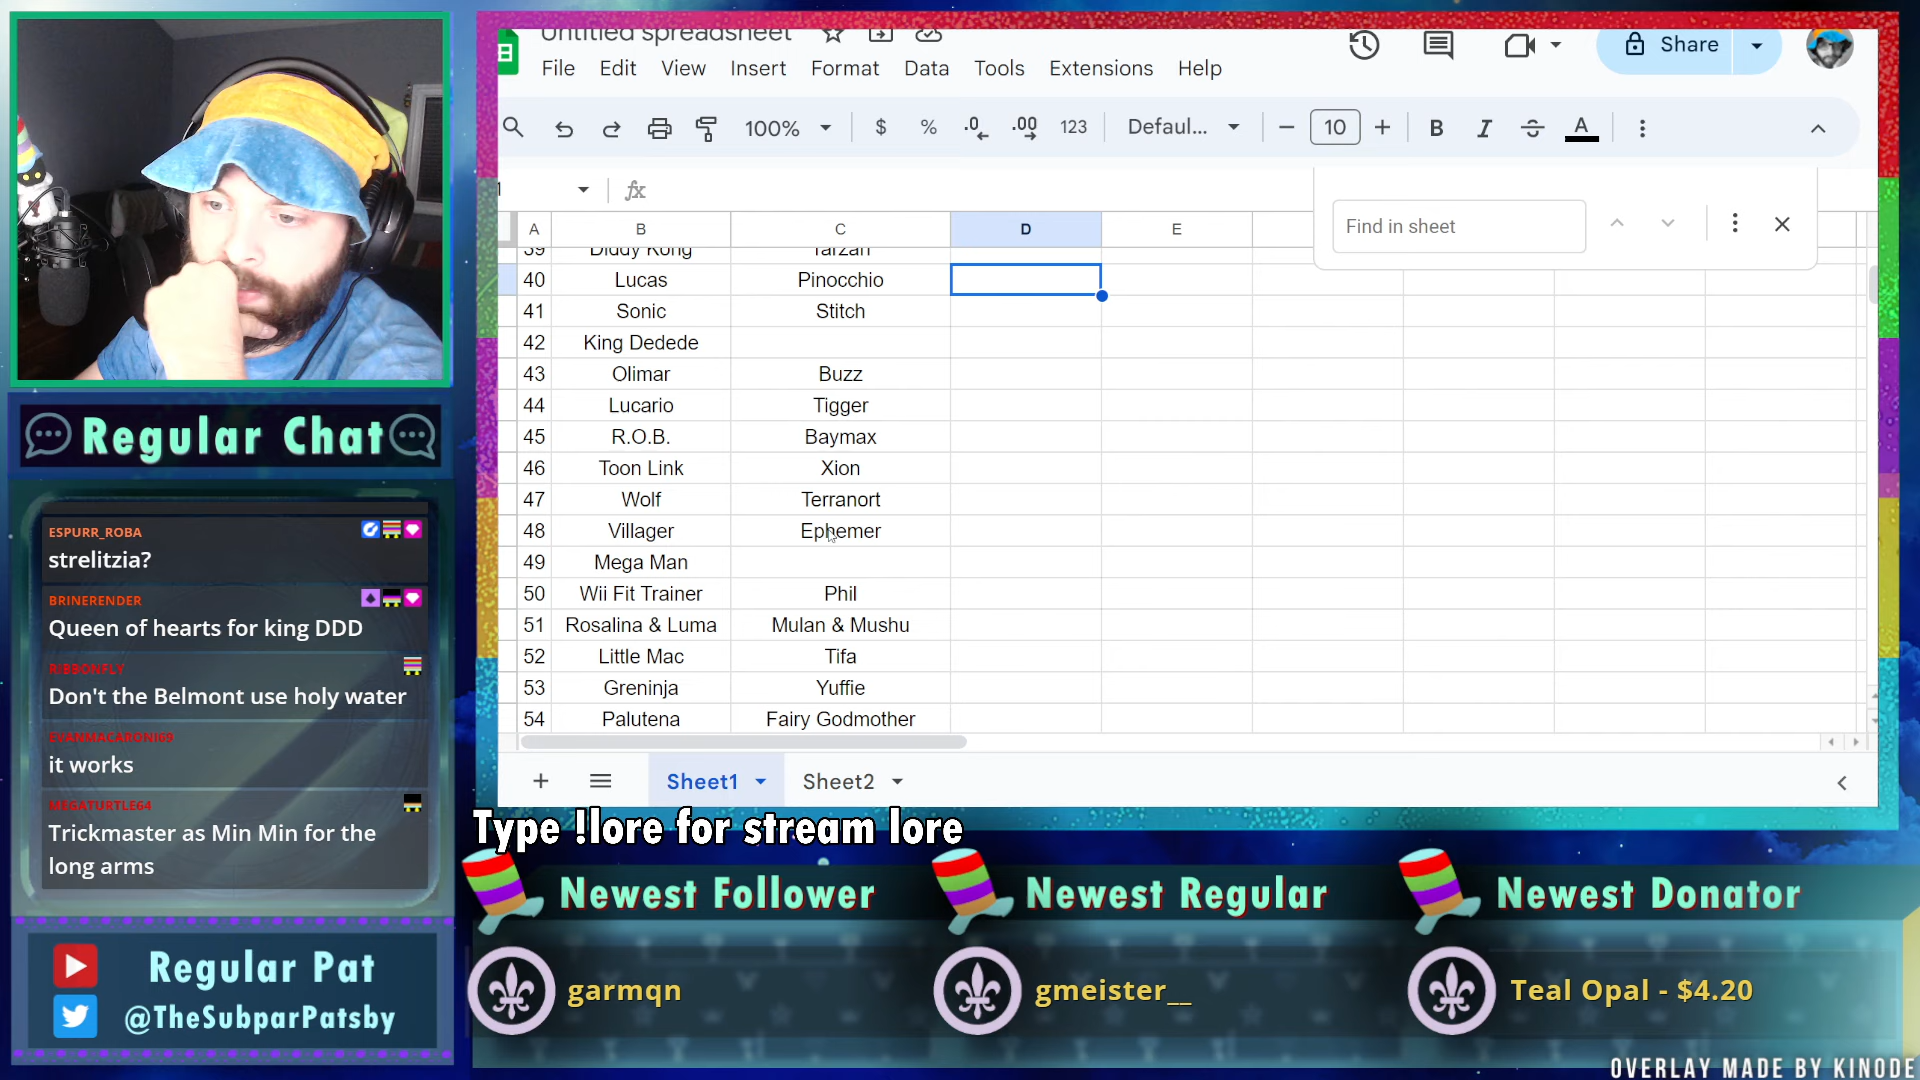 Untitled spreadsheet
File Edit View Insert Format Data Tools Extensions Help
Share
100% $ % .0 .00 123 Defaul... 10 B I A
fx
Find in sheet
A B C D E
39 Diddy Kong Tarzan
40 Lucas Pinocchio
41 Sonic Stitch
42 King Dedede
43 Olimar Buzz
44 Lucario Tigger
45 R.O.B. Baymax
46 Toon Link Xion
47 Wolf Terranort
48 Villager Ephemer
49 Mega Man
50 Wii Fit Trainer Phil
51 Rosalina & Luma Mulan & Mushu
52 Little Mac Tifa
53 Greninja Yuffie
54 Palutena Fairy Godmother
Sheet1 Sheet2
Regular Chat
ESPURR_ROBA
strelitzia?
BRINERENDER
Queen of hearts for king DDD
RIBBONFLY
Don't the Belmont use holy water
EVANMACARONI69
it works
MEGATURTLE64
Trickmaster as Min Min for the
long arms
Regular Pat
@TheSubparPatsby
Type !lore for stream lore
Newest Follower
garmqn
Newest Regular
gmeister__
Newest Donator
Teal Opal - $4.20
OVERLAY MADE BY KINODE